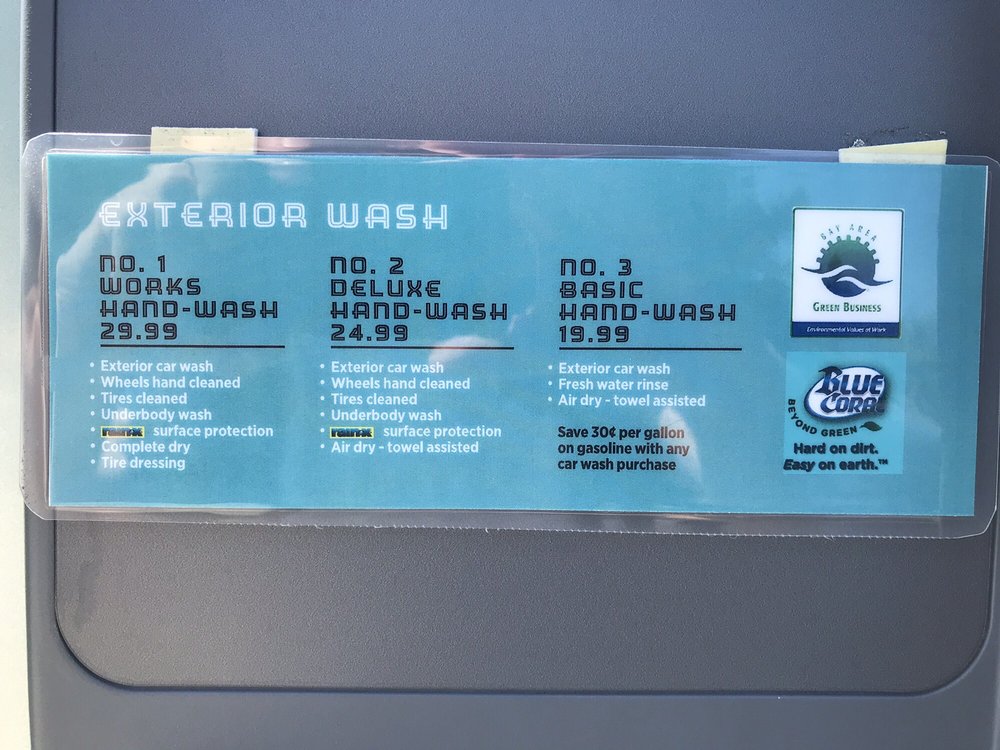 EXTERIOR WASH
NO. 1
WORKS
HAND-WASH
29.99
• Exterior car wash
• Wheels hand cleaned
• Tires cleaned
• Underbody wash
• rain-x surface protection
• Complete dry
• Tire dressing
NO. 2
DELUXE
HAND-WASH
24.99
• Exterior car wash
• Wheels hand cleaned
• Tires cleaned
• Underbody wash
• rain-x surface protection
• Air dry - towel assisted
NO. 3
BASIC
HAND-WASH
19.99
• Exterior car wash
• Fresh water rinse
• Air dry - towel assisted
Save 30¢ per gallon
on gasoline with any
car wash purchase
BAY AREA
GREEN BUSINESS
Environmental Values at Work
BLUE
CORAL
BEYOND GREEN
Hard on dirt.
Easy on earth.™